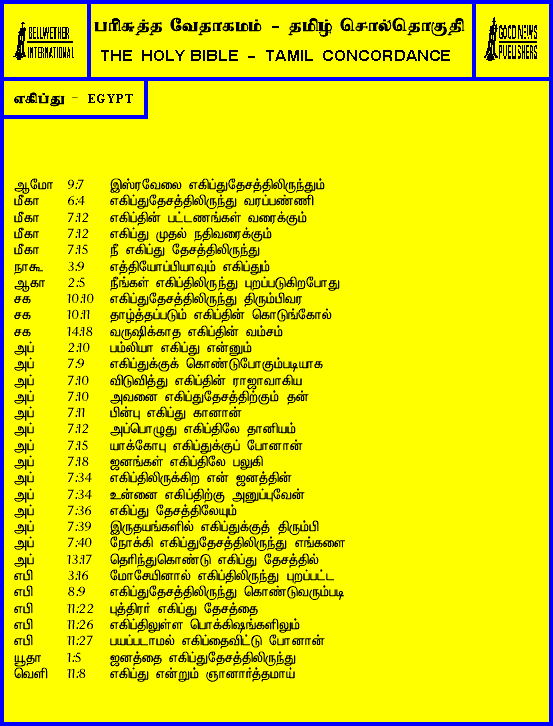 BELLWETHER
INTERNATIONAL
பரிசுத்த வேதாகமம் - தமிழ் சொல்தொகுதி
THE HOLY BIBLE - TAMIL CONCORDANCE
GOOD NEWS
PUBLISHERS
எகிப்து - EGYPT
ஆமோ 9:7 இஸ்ரவேலை எகிப்துதேசத்திலிருந்தும்
மீகா 6:4 எகிப்துதேசத்திலிருந்து வரப்பண்ணி
மீகா 7:12 எகிப்தின் பட்டணங்கள் வரைக்கும்
மீகா 7:12 எகிப்து முதல் நதிவரைக்கும்
மீகா 7:15 நீ எகிப்து தேசத்திலிருந்து
நாகூ 3:9 எத்தியோப்பியாவும் எகிப்தும்
ஆகா 2:5 நீங்கள் எகிப்திலிருந்து புறப்படுகிறபோது
சக 10:10 எகிப்துதேசத்திலிருந்து திரும்பிவர
சக 10:11 தாழ்த்தப்படும் எகிப்தின் கொடுங்கோல்
சக 14:18 வருஷிக்காத எகிப்தின் வம்சம்
அப் 2:10 பம்லியா எகிப்து என்னும்
அப் 7:9 எகிப்துக்குக் கொண்டுபோகும்படியாக
அப் 7:10 விடுவித்து எகிப்தின் ராஜாவாகிய
அப் 7:10 அவனை எகிப்துதேசத்திற்கும் தன்
அப் 7:11 பின்பு எகிப்து கானான்
அப் 7:12 அப்பொழுது எகிப்திலே தானியம்
அப் 7:15 யாக்கோபு எகிப்துக்குப் போனான்
அப் 7:18 ஜனங்கள் எகிப்திலே பலுகி
அப் 7:34 எகிப்திலிருக்கிற என் ஜனத்தின்
அப் 7:34 உன்னை எகிப்திற்கு அனுப்புவேன்
அப் 7:36 எகிப்து தேசத்திலேயும்
அப் 7:39 இருதயங்களில் எகிப்துக்குத் திரும்பி
அப் 7:40 நோக்கி எகிப்துதேசத்திலிருந்து எங்களை
அப் 13:17 தெரிந்துகொண்டு எகிப்து தேசத்தில்
எபி 3:16 மோசேயினால் எகிப்திலிருந்து புறப்பட்ட
எபி 8:9 எகிப்துதேசத்திலிருந்து கொண்டுவரும்படி
எபி 11:22 புத்திரர் எகிப்து தேசத்தை
எபி 11:26 எகிப்திலுள்ள பொக்கிஷங்களிலும்
எபி 11:27 பயப்படாமல் எகிப்தைவிட்டு போனான்
யூதா 1:5 ஜனத்தை எகிப்துதேசத்திலிருந்து
வெளி 11:8 எகிப்து என்றும் ஞானார்த்தமாய்